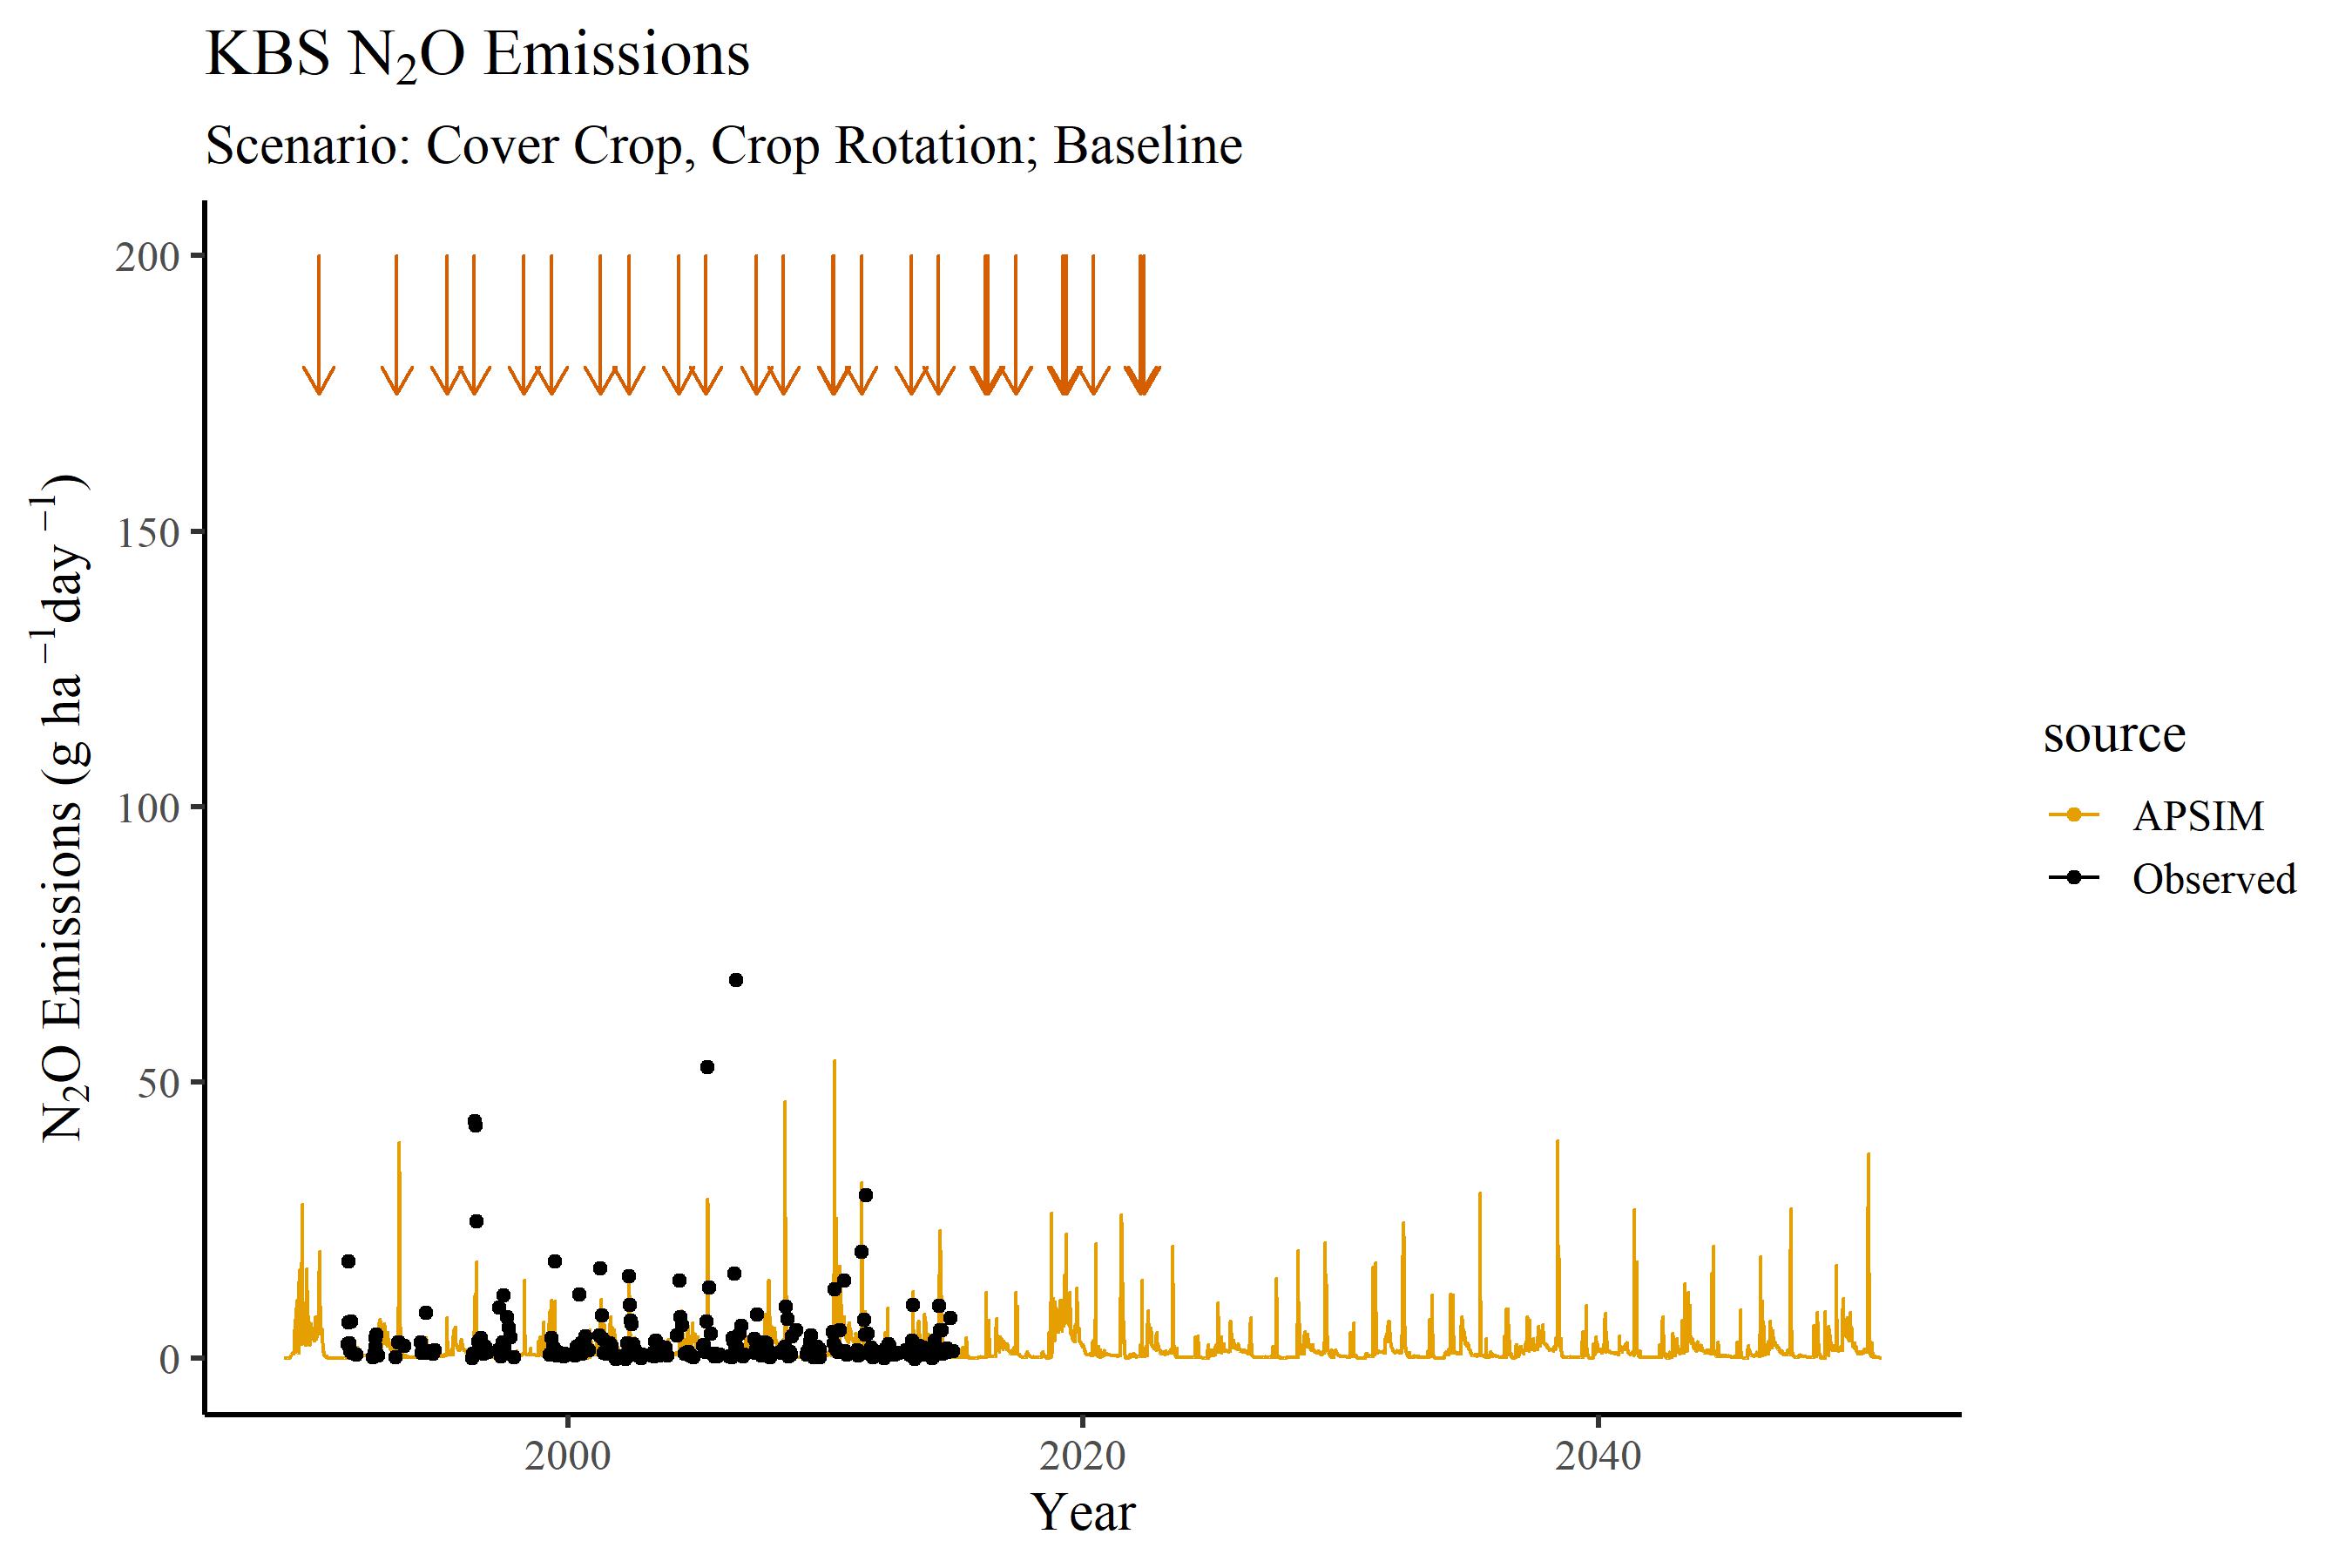 KBS N₂O Emissions
Scenario: Cover Crop, Crop Rotation; Baseline
N₂O Emissions (g ha ⁻¹day ⁻¹)
200
150
100
50
0
2000
2020
2040
Year
source
APSIM
Observed